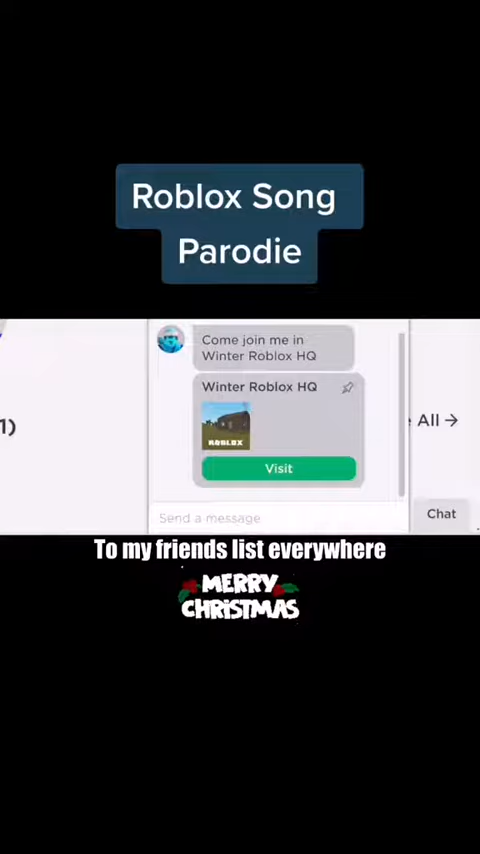 Roblox Song
Parodie
Come join me in
Winter Roblox HQ
Winter Roblox HQ
ROBLOX
Visit
1)
All →
Send a message
Chat
To my friends list everywhere
MERRY
CHRISTMAS